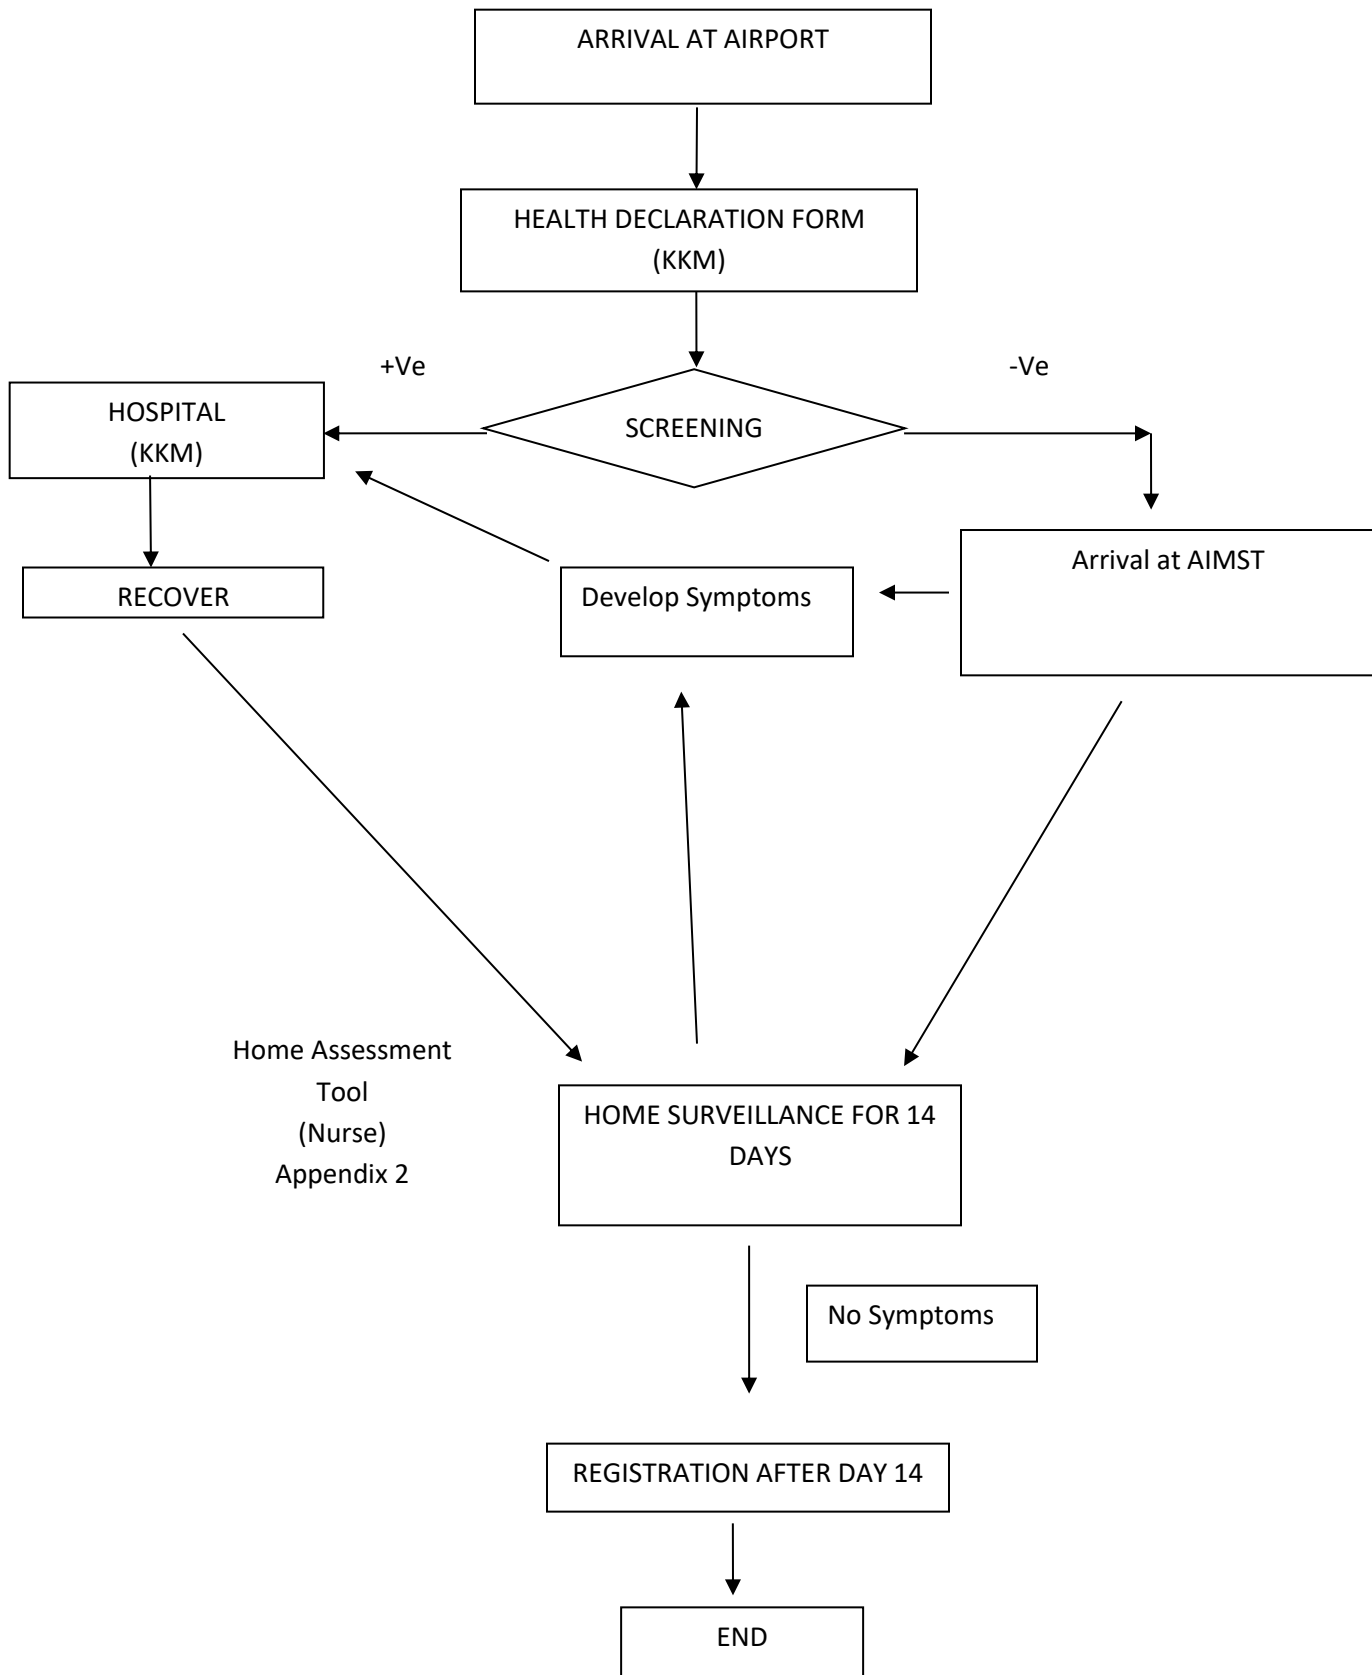 ARRIVAL AT AIRPORT
HEALTH DECLARATION FORM
(KKM)
+Ve
-Ve
HOSPITAL
(KKM)
SCREENING
Arrival at AIMST
RECOVER
Develop Symptoms
Home Assessment
Tool
(Nurse)
Appendix 2
HOME SURVEILLANCE FOR 14
DAYS
No Symptoms
REGISTRATION AFTER DAY 14
END